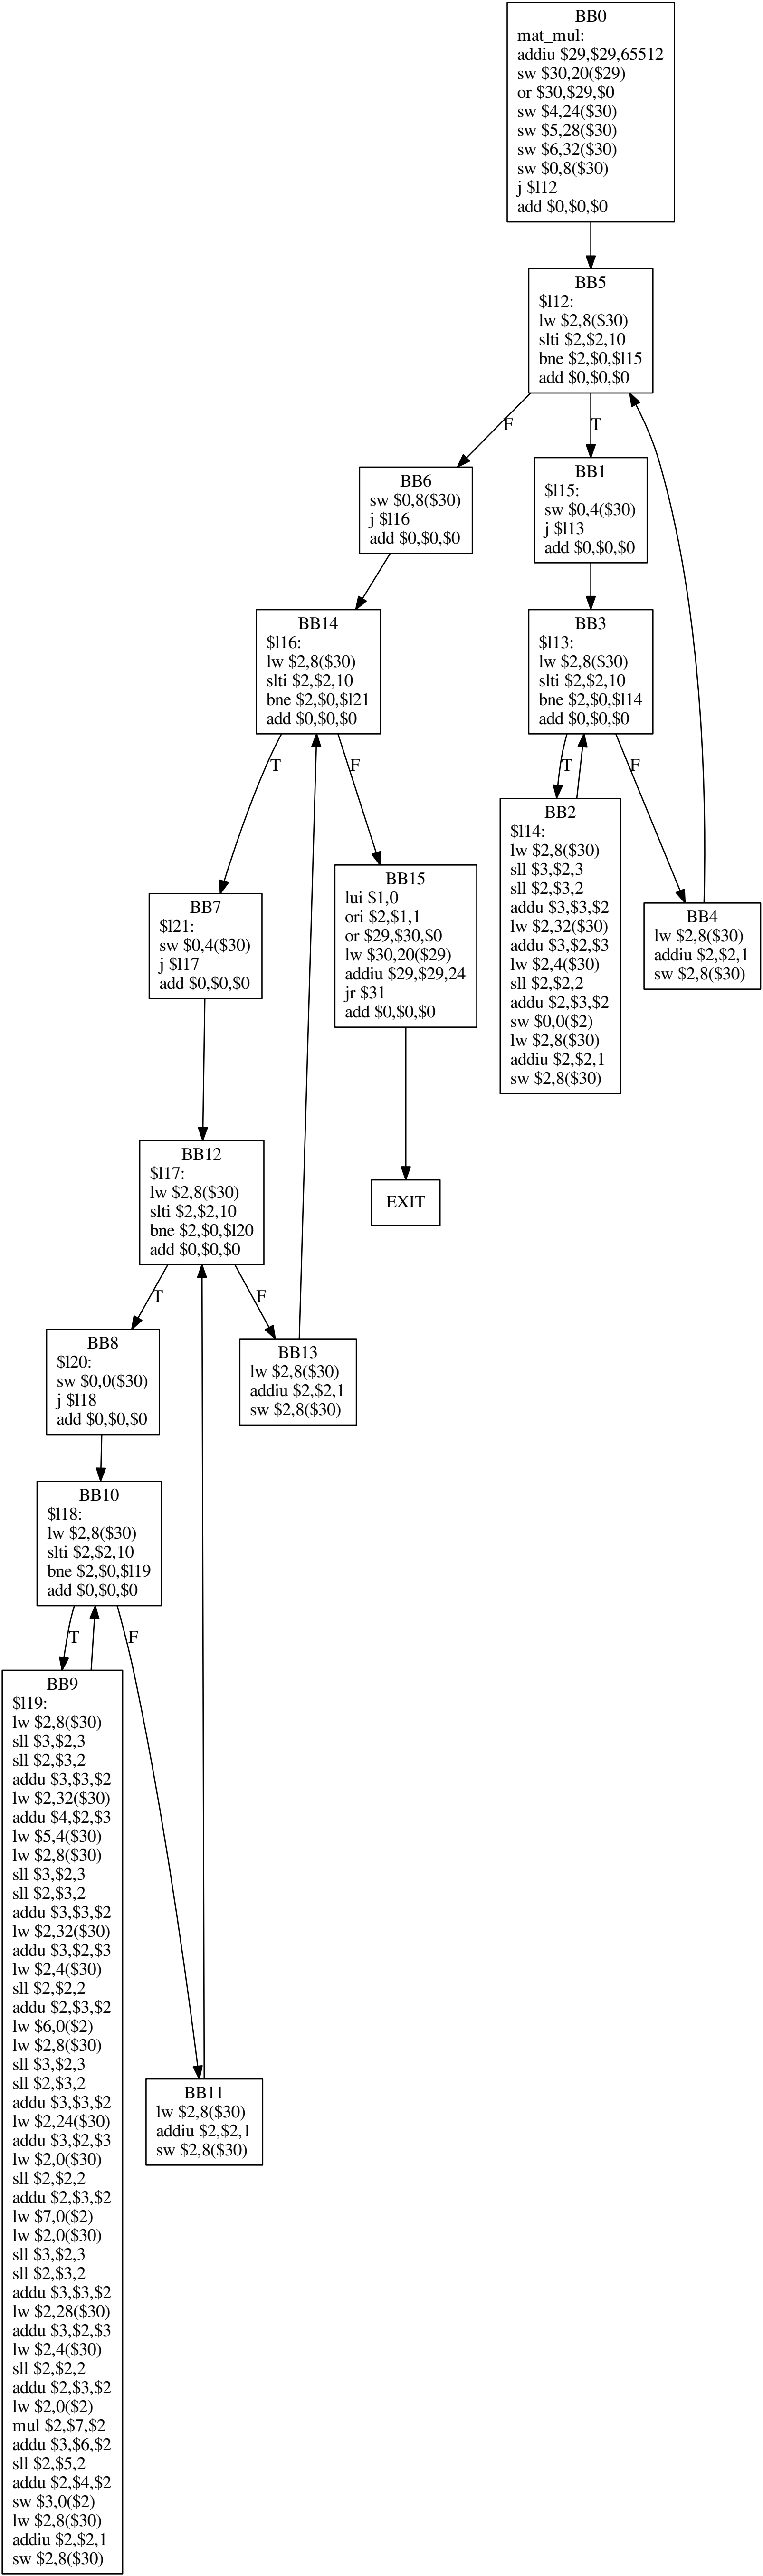 BB0
mat_mul:
addiu $29,$29,65512
sw $30,20($29)
or $30,$29,$0
sw $4,24($30)
sw $5,28($30)
sw $6,32($30)
sw $0,8($30)
j $l12
add $0,$0,$0
BB5
$l12:
lw $2,8($30)
slti $2,$2,10
bne $2,$0,$l15
add $0,$0,$0
F
T
BB6
sw $0,8($30)
j $l16
add $0,$0,$0
BB1
$l15:
sw $0,4($30)
j $l13
add $0,$0,$0
BB14
$l16:
lw $2,8($30)
slti $2,$2,10
bne $2,$0,$l21
add $0,$0,$0
BB3
$l13:
lw $2,8($30)
slti $2,$2,10
bne $2,$0,$l14
add $0,$0,$0
T
F
T
F
BB2
$l14:
lw $2,8($30)
sll $3,$2,3
sll $2,$3,2
addu $3,$3,$2
lw $2,32($30)
addu $3,$2,$3
lw $2,4($30)
sll $2,$2,2
addu $2,$3,$2
sw $0,0($2)
lw $2,8($30)
addiu $2,$2,1
sw $2,8($30)
BB7
$l21:
sw $0,4($30)
j $l17
add $0,$0,$0
BB15
lui $1,0
ori $2,$1,1
or $29,$30,$0
lw $30,20($29)
addiu $29,$29,24
jr $31
add $0,$0,$0
BB4
lw $2,8($30)
addiu $2,$2,1
sw $2,8($30)
BB12
$l17:
lw $2,8($30)
slti $2,$2,10
bne $2,$0,$l20
add $0,$0,$0
EXIT
T
F
BB8
$l20:
sw $0,0($30)
j $l18
add $0,$0,$0
BB13
lw $2,8($30)
addiu $2,$2,1
sw $2,8($30)
BB10
$l18:
lw $2,8($30)
slti $2,$2,10
bne $2,$0,$l19
add $0,$0,$0
T
F
BB9
$l19:
lw $2,8($30)
sll $3,$2,3
sll $2,$3,2
addu $3,$3,$2
lw $2,32($30)
addu $4,$2,$3
lw $5,4($30)
lw $2,8($30)
sll $3,$2,3
sll $2,$3,2
addu $3,$3,$2
lw $2,32($30)
addu $3,$2,$3
lw $2,4($30)
sll $2,$2,2
addu $2,$3,$2
lw $6,0($2)
lw $2,8($30)
sll $3,$2,3
sll $2,$3,2
addu $3,$3,$2
lw $2,24($30)
addu $3,$2,$3
lw $2,0($30)
sll $2,$2,2
addu $2,$3,$2
lw $7,0($2)
lw $2,0($30)
sll $3,$2,3
sll $2,$3,2
addu $3,$3,$2
lw $2,28($30)
addu $3,$2,$3
lw $2,4($30)
sll $2,$2,2
addu $2,$3,$2
lw $2,0($2)
mul $2,$7,$2
addu $3,$6,$2
sll $2,$5,2
addu $2,$4,$2
sw $3,0($2)
lw $2,8($30)
addiu $2,$2,1
sw $2,8($30)
BB11
lw $2,8($30)
addiu $2,$2,1
sw $2,8($30)